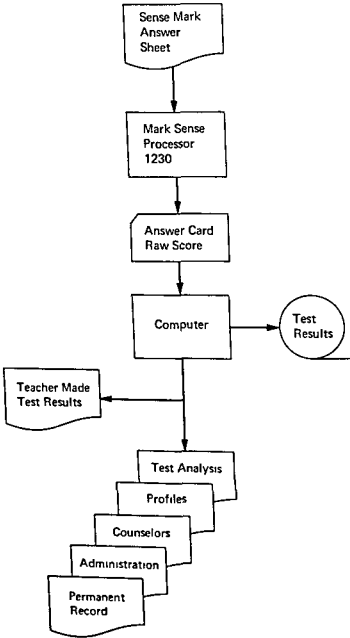 Sense Mark
Answer
Sheet
Mark Sense
Processor
1230
Answer Card
Raw Score
Computer
Test
Results
Teacher Made
Test Results
Test Analysis
Profiles
Counselors
Administration
Permanent
Record